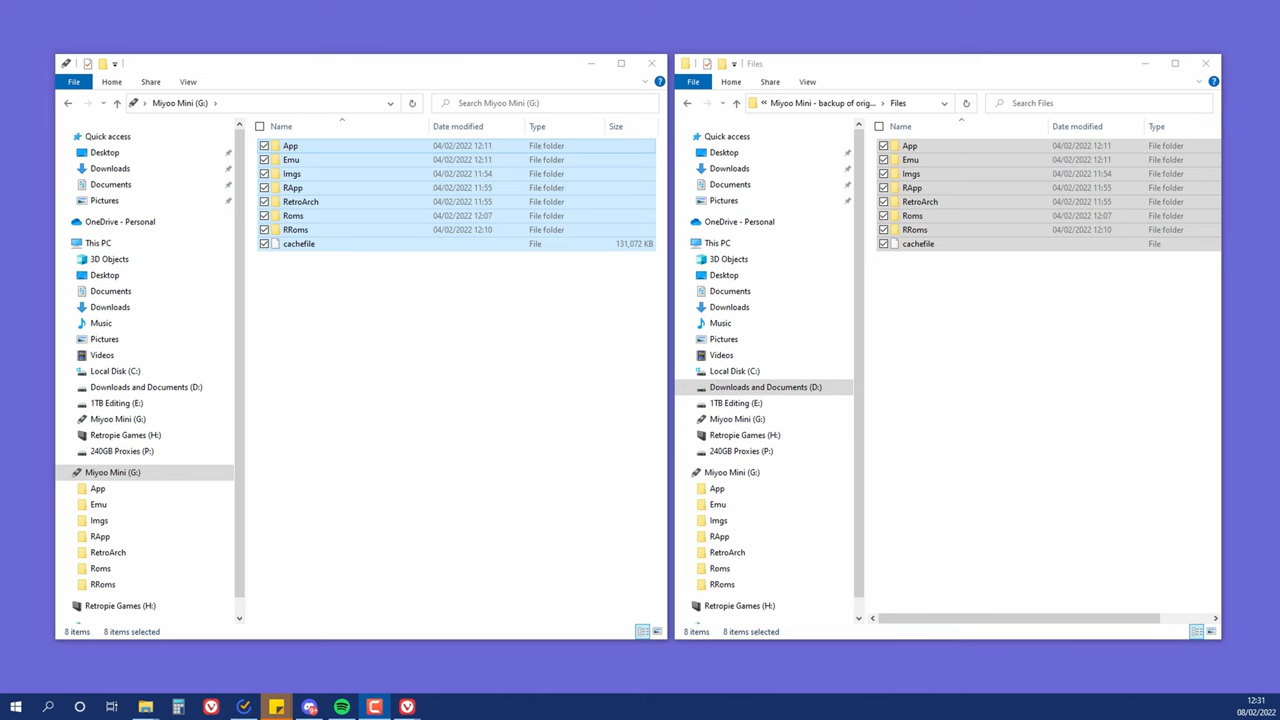 Files
File Home Share View
File Home Share View
Miyoo Mini (G:)
Search Miyoo Mini (G:)
« Miyoo Mini - backup of orig... Files
Search Files
Quick access
Desktop
Downloads
Documents
Pictures
OneDrive - Personal
This PC
3D Objects
Desktop
Documents
Downloads
Music
Pictures
Videos
Local Disk (C:)
Downloads and Documents (D:)
1TB Editing (E:)
Miyoo Mini (G:)
Retropie Games (H:)
240GB Proxies (P:)
Miyoo Mini (G:)
App
Emu
Imgs
RApp
RetroArch
Roms
RRoms
Retropie Games (H:)
Name Date modified Type Size
App 04/02/2022 12:11 File folder
Emu 04/02/2022 12:11 File folder
Imgs 04/02/2022 11:54 File folder
RApp 04/02/2022 11:55 File folder
RetroArch 04/02/2022 11:55 File folder
Roms 04/02/2022 12:07 File folder
RRoms 04/02/2022 12:10 File folder
cachefile File 131,072 KB
8 items 8 items selected
Quick access
Desktop
Downloads
Documents
Pictures
OneDrive - Personal
This PC
3D Objects
Desktop
Documents
Downloads
Music
Pictures
Videos
Local Disk (C:)
Downloads and Documents (D:)
1TB Editing (E:)
Miyoo Mini (G:)
Retropie Games (H:)
240GB Proxies (P:)
Miyoo Mini (G:)
App
Emu
Imgs
RApp
RetroArch
Roms
RRoms
Retropie Games (H:)
Name Date modified Type
App 04/02/2022 12:11 File folder
Emu 04/02/2022 12:11 File folder
Imgs 04/02/2022 11:54 File folder
RApp 04/02/2022 11:55 File folder
RetroArch 04/02/2022 11:55 File folder
Roms 04/02/2022 12:07 File folder
RRoms 04/02/2022 12:10 File folder
cachefile File
8 items 8 items selected
12:31
08/02/2022